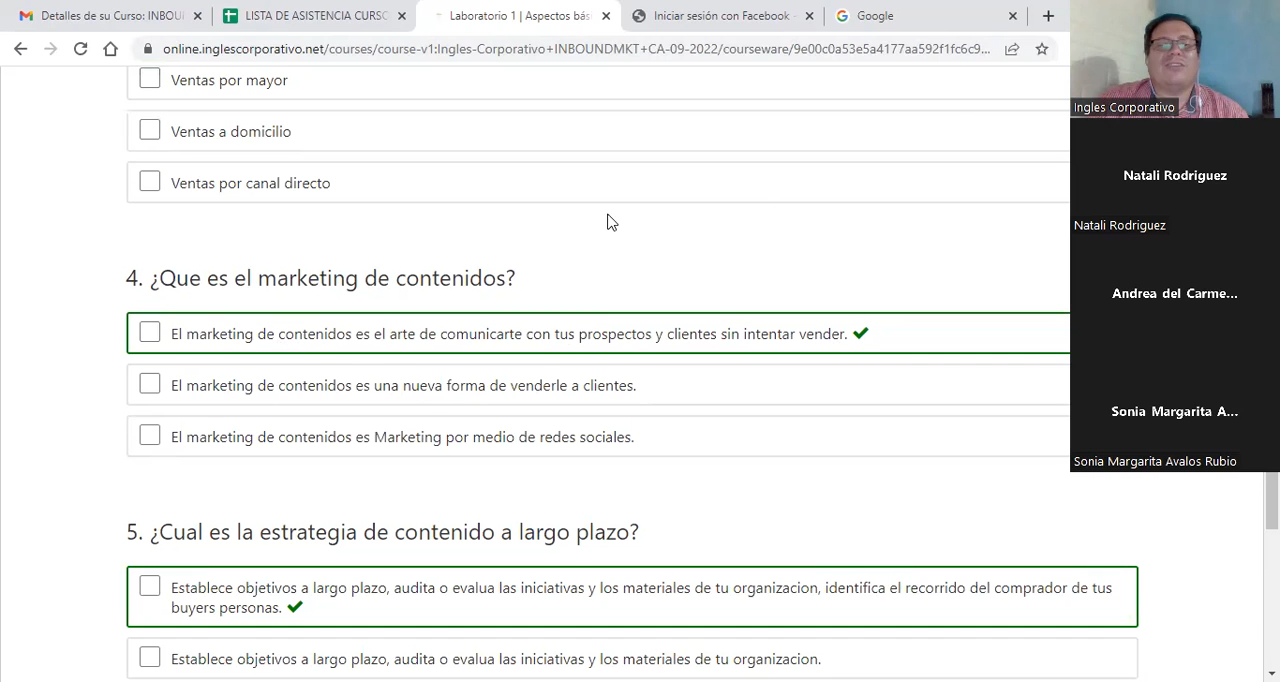 Detalles de su Curso: INBOU
LISTA DE ASISTENCIA CURSO
Laboratorio 1 | Aspectos bás
Iniciar sesión con Facebook
Google
online.inglescorporativo.net/courses/course-v1:Ingles-Corporativo+INBOUNDMKT+CA-09-2022/courseware/9e00c0a53e5a4177aa592f1fc6c9...
Ventas por mayor
Ventas a domicilio
Ventas por canal directo
4. ¿Que es el marketing de contenidos?
El marketing de contenidos es el arte de comunicarte con tus prospectos y clientes sin intentar vender.
El marketing de contenidos es una nueva forma de venderle a clientes.
El marketing de contenidos es Marketing por medio de redes sociales.
5. ¿Cual es la estrategia de contenido a largo plazo?
Establece objetivos a largo plazo, audita o evalua las iniciativas y los materiales de tu organizacion, identifica el recorrido del comprador de tus
buyers personas.
Establece objetivos a largo plazo, audita o evalua las iniciativas y los materiales de tu organizacion.
Ingles Corporativo
Natali Rodriguez
Natali Rodriguez
Andrea del Carme...
Sonia Margarita A...
Sonia Margarita Avalos Rubio